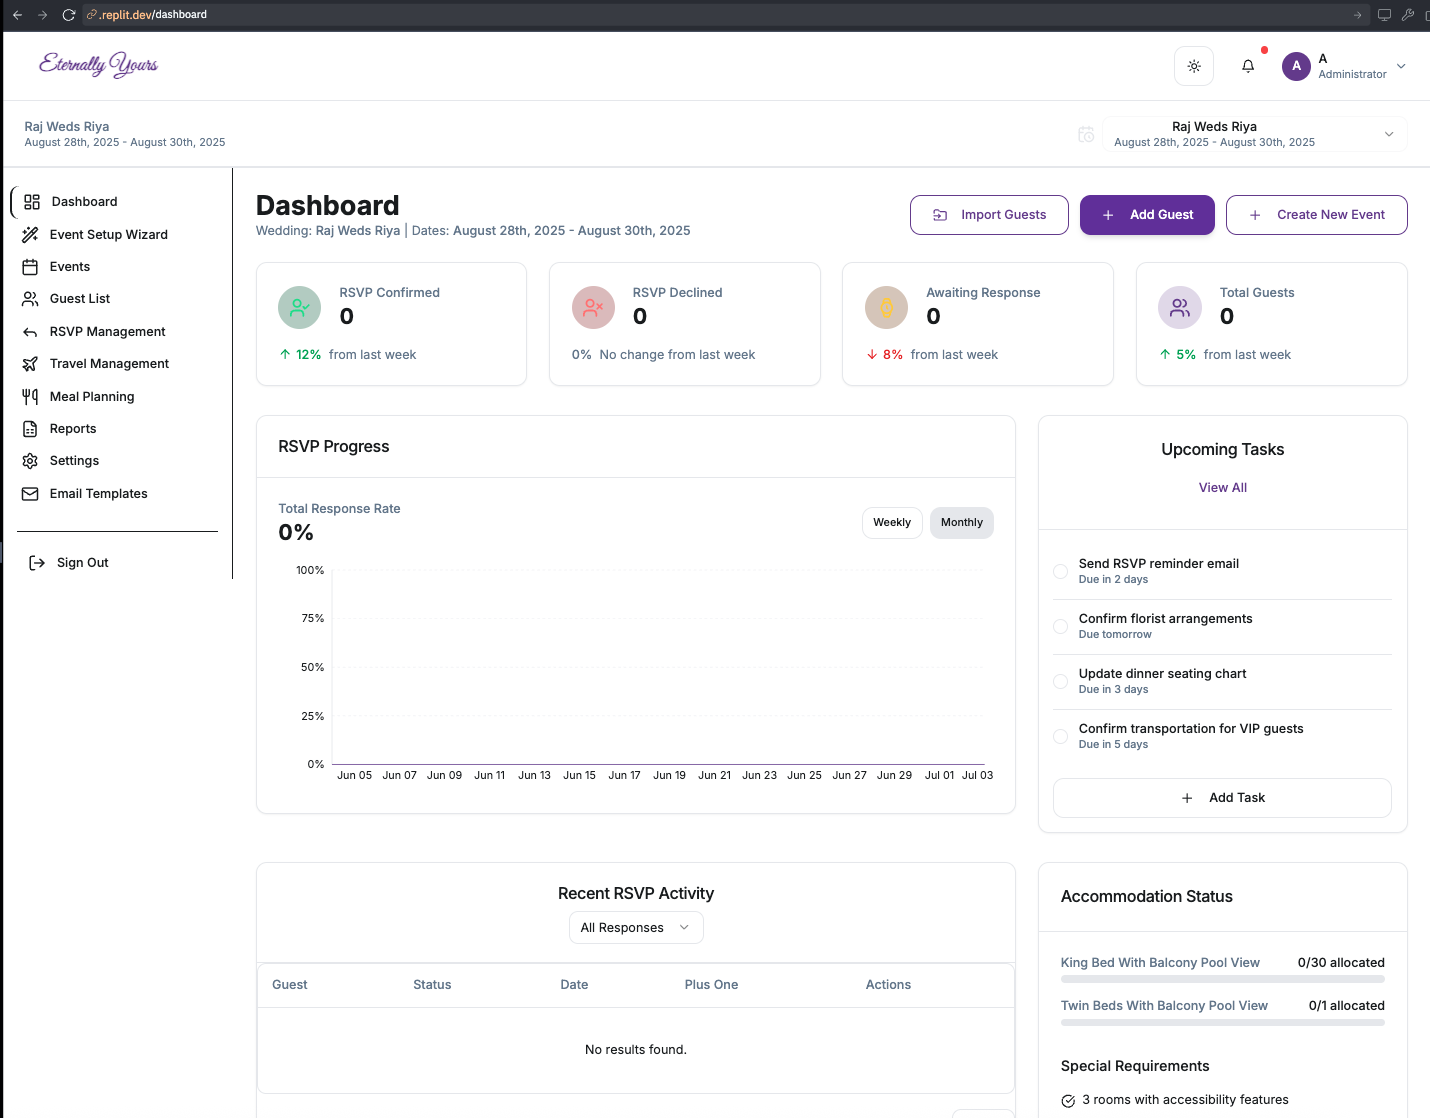 .replit.dev/dashboard
Eternally Yours
A
A
Administrator
Raj Weds Riya
August 28th, 2025 - August 30th, 2025
Raj Weds Riya
August 28th, 2025 - August 30th, 2025
Dashboard
Event Setup Wizard
Events
Guest List
RSVP Management
Travel Management
Meal Planning
Reports
Settings
Email Templates
Sign Out
Dashboard
Wedding: Raj Weds Riya | Dates: August 28th, 2025 - August 30th, 2025
Import Guests
+ Add Guest
+ Create New Event
RSVP Confirmed
0
↑ 12% from last week
RSVP Declined
0
0% No change from last week
Awaiting Response
0
↓ 8% from last week
Total Guests
0
↑ 5% from last week
RSVP Progress
Total Response Rate
0%
Weekly
Monthly
100%
75%
50%
25%
0%
Jun 05 Jun 07 Jun 09 Jun 11 Jun 13 Jun 15 Jun 17 Jun 19 Jun 21 Jun 23 Jun 25 Jun 27 Jun 29 Jul 01 Jul 03
Upcoming Tasks
View All
Send RSVP reminder email
Due in 2 days
Confirm florist arrangements
Due tomorrow
Update dinner seating chart
Due in 3 days
Confirm transportation for VIP guests
Due in 5 days
+ Add Task
Recent RSVP Activity
All Responses
Guest Status Date Plus One Actions
No results found.
Accommodation Status
King Bed With Balcony Pool View 0/30 allocated
Twin Beds With Balcony Pool View 0/1 allocated
Special Requirements
3 rooms with accessibility features